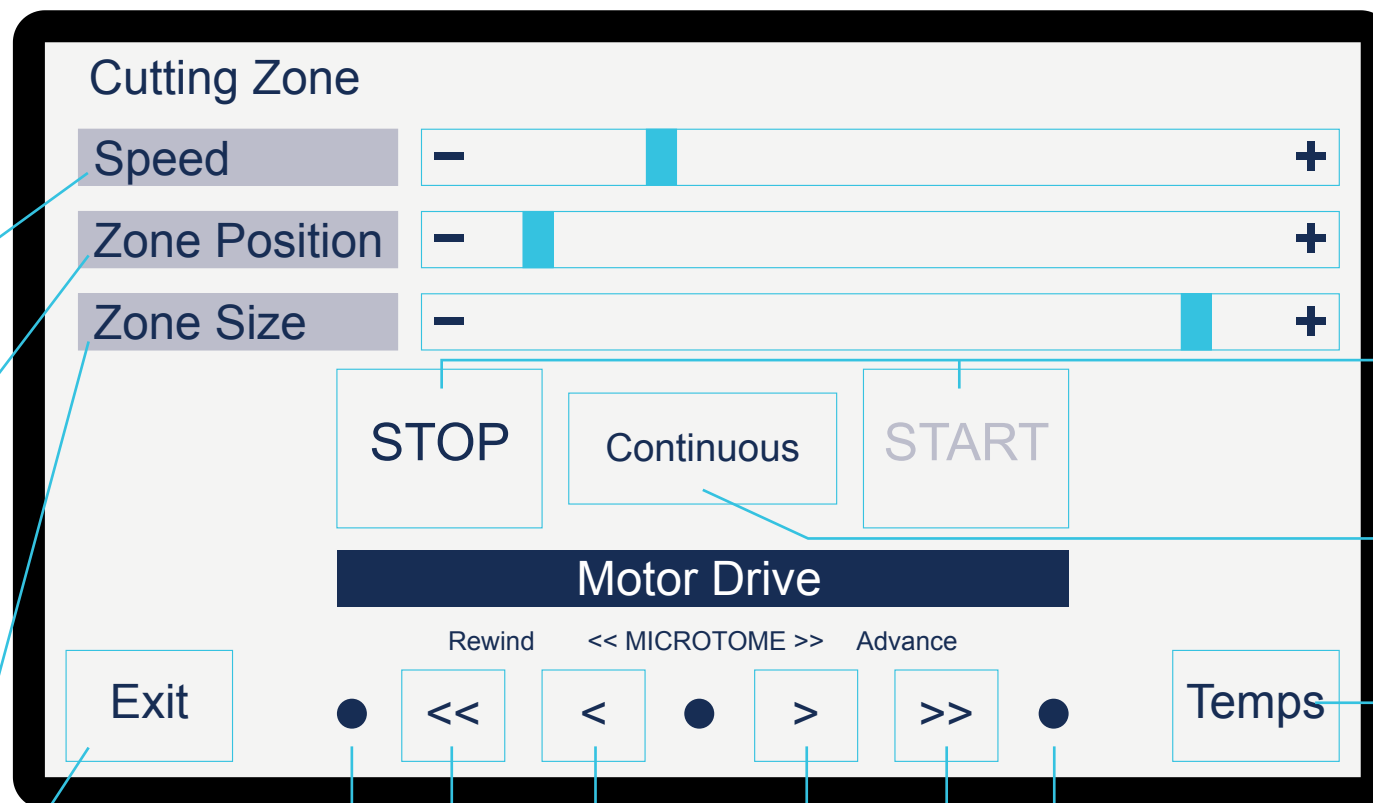 Cutting Zone
Speed - +
Zone Position - +
Zone Size - +
STOP Continuous START
Motor Drive
Rewind << MICROTOME >> Advance
Exit << < > >> Temps